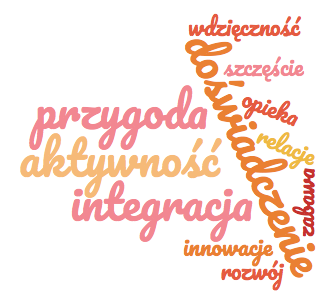 wdzięczność
doświadczenie
szczęście
opieka
przygoda
relacje
aktywność
zabawa
integracja
innowacje
rozwój